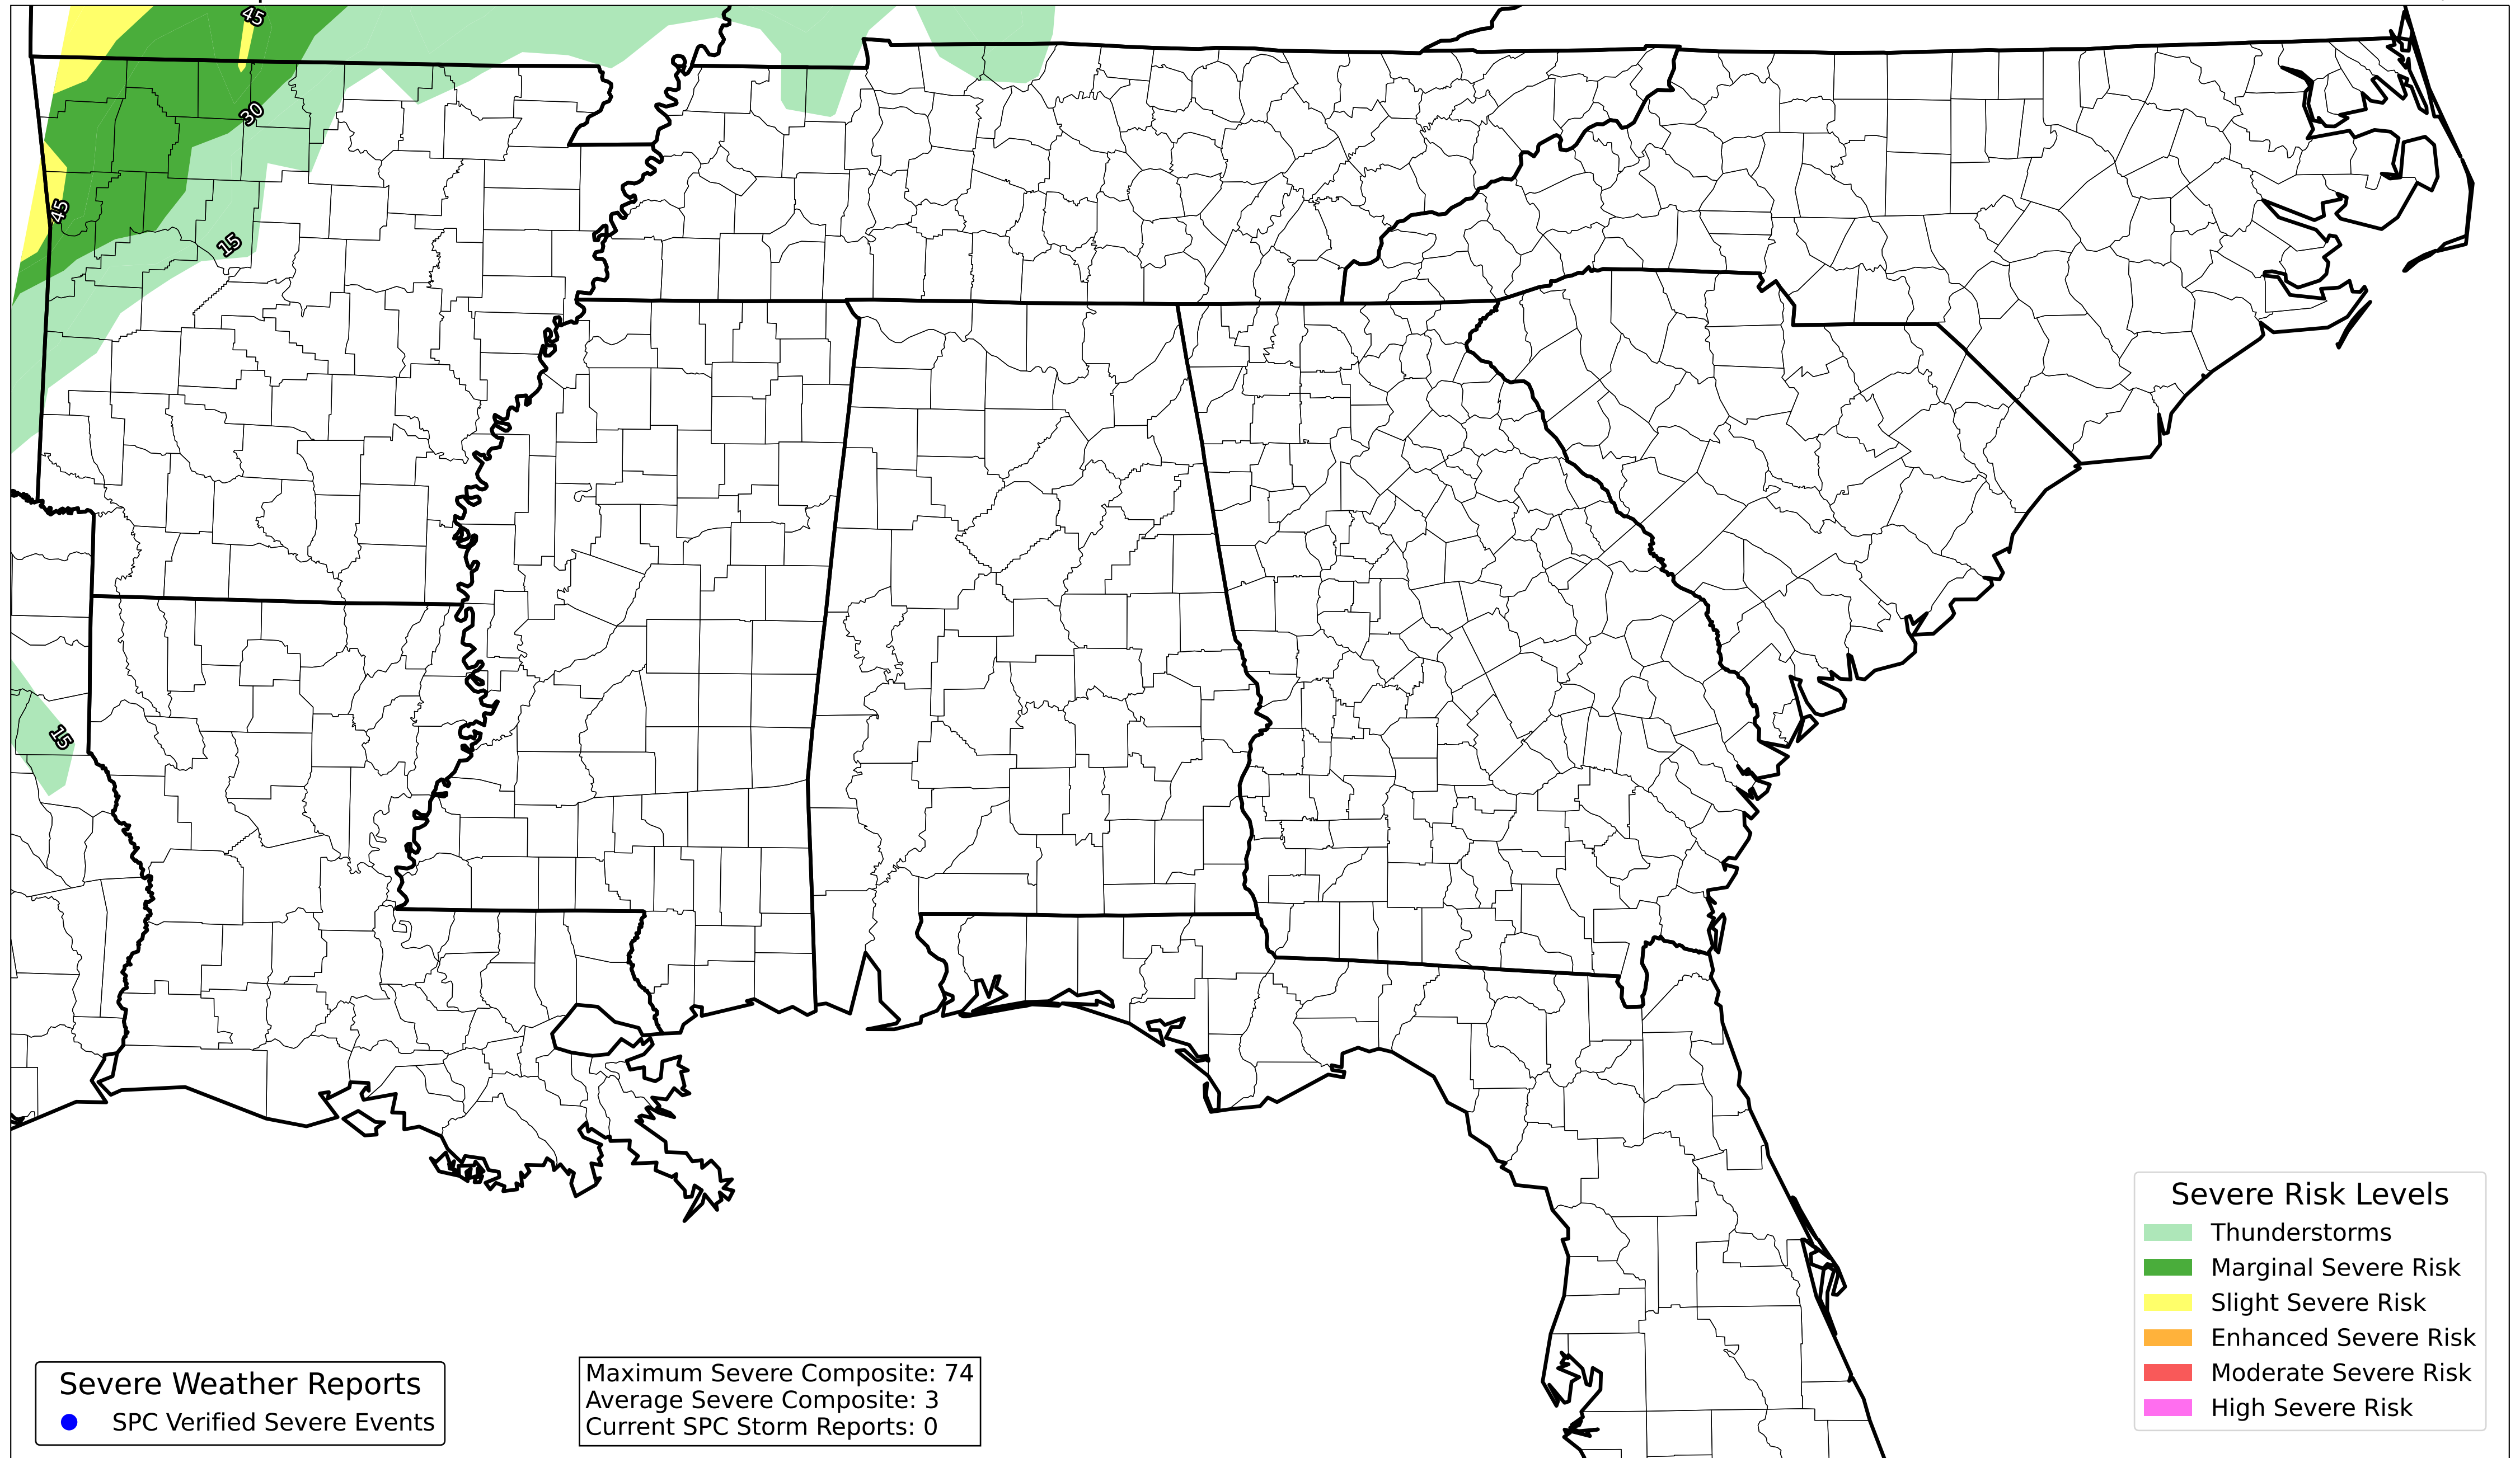 45
30
45
15
15
Severe Risk Levels
Thunderstorms
Marginal Severe Risk
Slight Severe Risk
Enhanced Severe Risk
Moderate Severe Risk
High Severe Risk
Severe Weather Reports
SPC Verified Severe Events
Maximum Severe Composite: 74
Average Severe Composite: 3
Current SPC Storm Reports: 0